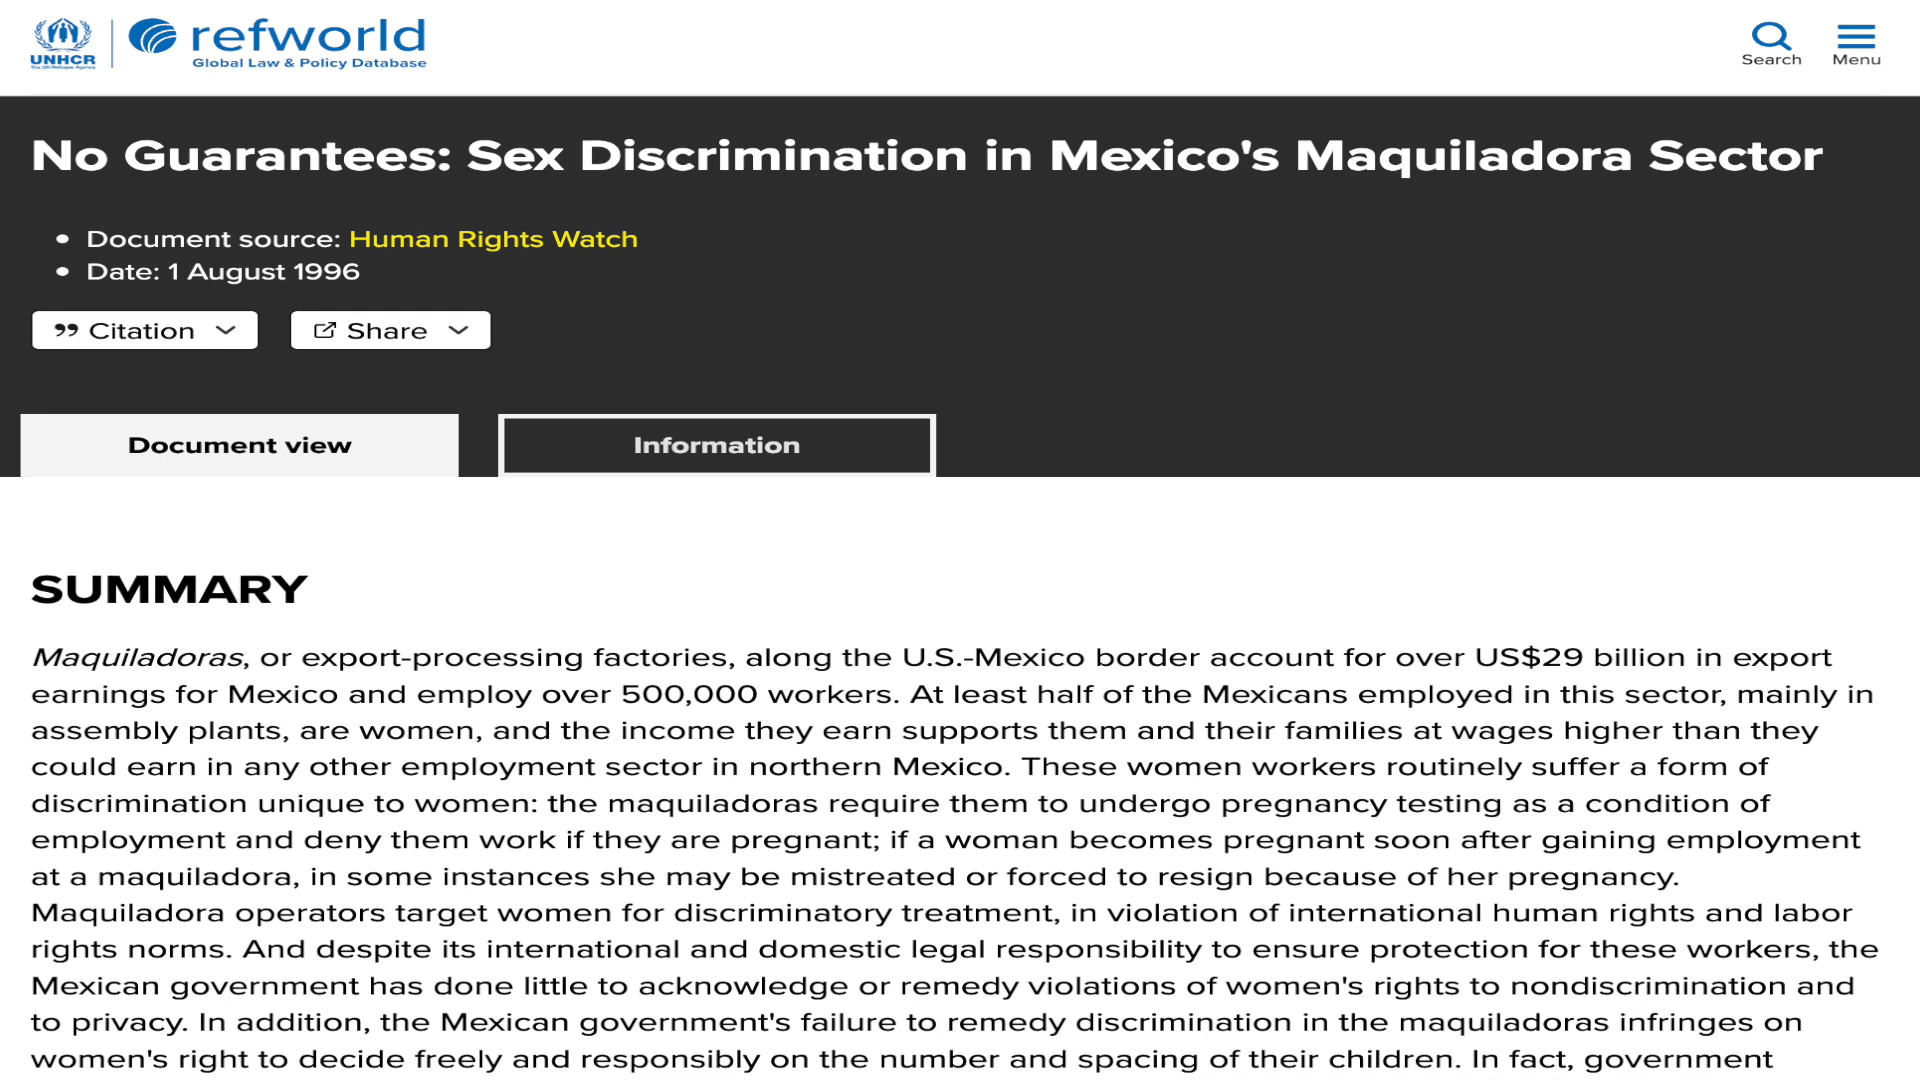 UNHCR
The UN Refugee Agency
refworld
Global Law & Policy Database
Search
Menu
No Guarantees: Sex Discrimination in Mexico's Maquiladora Sector
Document source: Human Rights Watch
Date: 1 August 1996
Citation
Share
Document view
Information
SUMMARY
Maquiladoras, or export-processing factories, along the U.S.-Mexico border account for over US$29 billion in export
earnings for Mexico and employ over 500,000 workers. At least half of the Mexicans employed in this sector, mainly in
assembly plants, are women, and the income they earn supports them and their families at wages higher than they
could earn in any other employment sector in northern Mexico. These women workers routinely suffer a form of
discrimination unique to women: the maquiladoras require them to undergo pregnancy testing as a condition of
employment and deny them work if they are pregnant; if a woman becomes pregnant soon after gaining employment
at a maquiladora, in some instances she may be mistreated or forced to resign because of her pregnancy.
Maquiladora operators target women for discriminatory treatment, in violation of international human rights and labor
rights norms. And despite its international and domestic legal responsibility to ensure protection for these workers, the
Mexican government has done little to acknowledge or remedy violations of women's rights to nondiscrimination and
to privacy. In addition, the Mexican government's failure to remedy discrimination in the maquiladoras infringes on
women's right to decide freely and responsibly on the number and spacing of their children. In fact, government